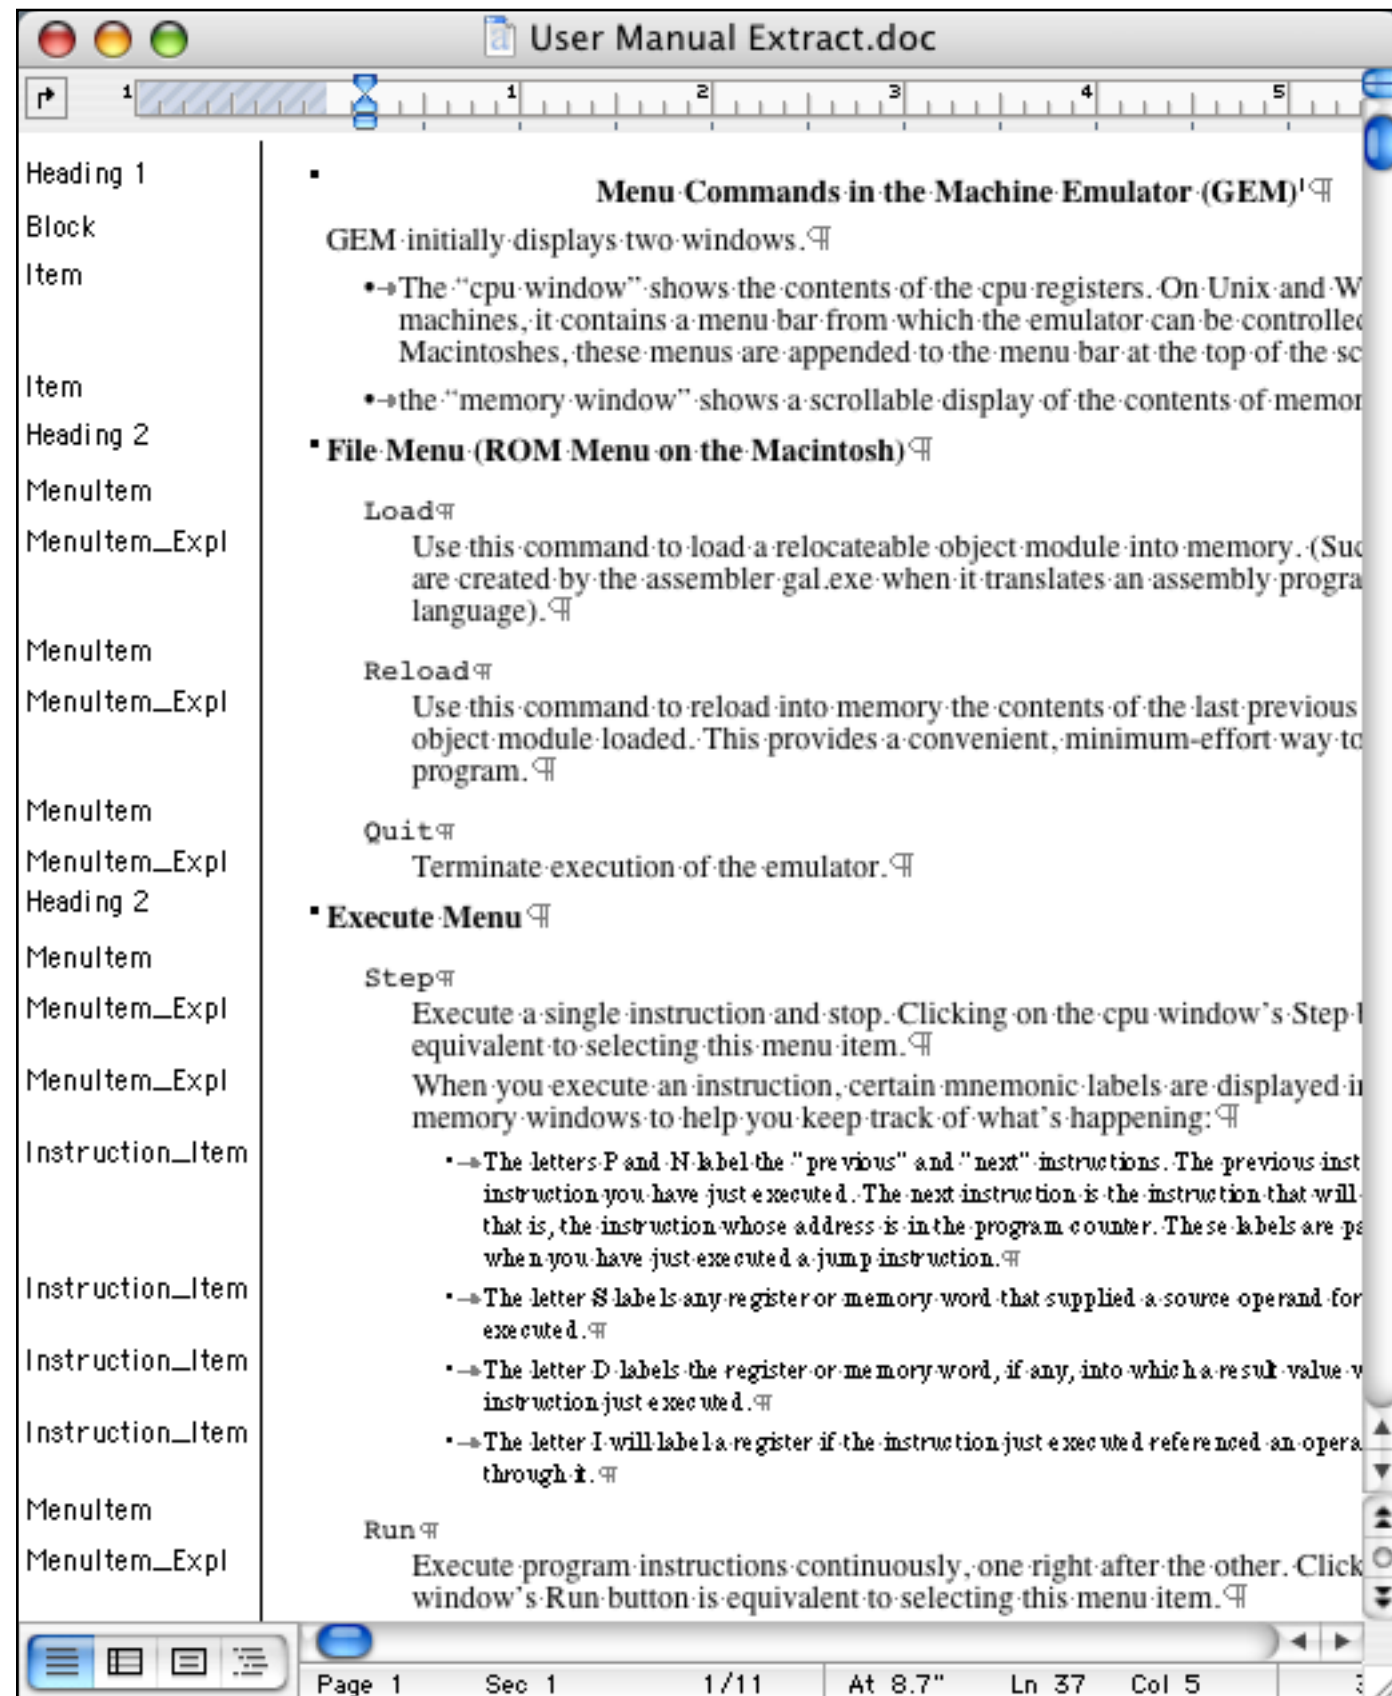 User Manual Extract.doc
1 1 2 3 4 5
Heading 1
Menu Commands in the Machine Emulator (GEM)¹¶
Block
GEM initially displays two windows.¶
Item
•→The “cpu window” shows the contents of the cpu registers. On Unix and W
machines, it contains a menu bar from which the emulator can be controlled
Macintoshes, these menus are appended to the menu bar at the top of the sc
Item
•→the “memory window” shows a scrollable display of the contents of memor
Heading 2
File Menu (ROM Menu on the Macintosh)¶
MenuItem
Load¶
MenuItem_Expl
Use this command to load a relocateable object module into memory. (Suc
are created by the assembler gal.exe when it translates an assembly progra
language).¶
MenuItem
Reload¶
MenuItem_Expl
Use this command to reload into memory the contents of the last previous
object module loaded. This provides a convenient, minimum-effort way to
program.¶
MenuItem
Quit¶
MenuItem_Expl
Terminate execution of the emulator.¶
Heading 2
Execute Menu¶
MenuItem
Step¶
MenuItem_Expl
Execute a single instruction and stop. Clicking on the cpu window’s Step
equivalent to selecting this menu item.¶
MenuItem_Expl
When you execute an instruction, certain mnemonic labels are displayed i
memory windows to help you keep track of what’s happening:¶
Instruction_Item
•→The letters P and N label the "previous" and "next" instructions. The previous inst
instruction you have just executed. The next instruction is the instruction that will
that is, the instruction whose address is in the program counter. These labels are pa
when you have just executed a jump instruction.¶
Instruction_Item
•→The letter S labels any register or memory word that supplied a source operand for
executed.¶
Instruction_Item
•→The letter D labels the register or memory word, if any, into which a result value w
instruction just executed.¶
Instruction_Item
•→The letter I will label a register if the instruction just executed referenced an opera
through it.¶
MenuItem
Run¶
MenuItem_Expl
Execute program instructions continuously, one right after the other. Click
window’s Run button is equivalent to selecting this menu item.¶
Page 1 Sec 1 1/11 At 8.7" Ln 37 Col 5